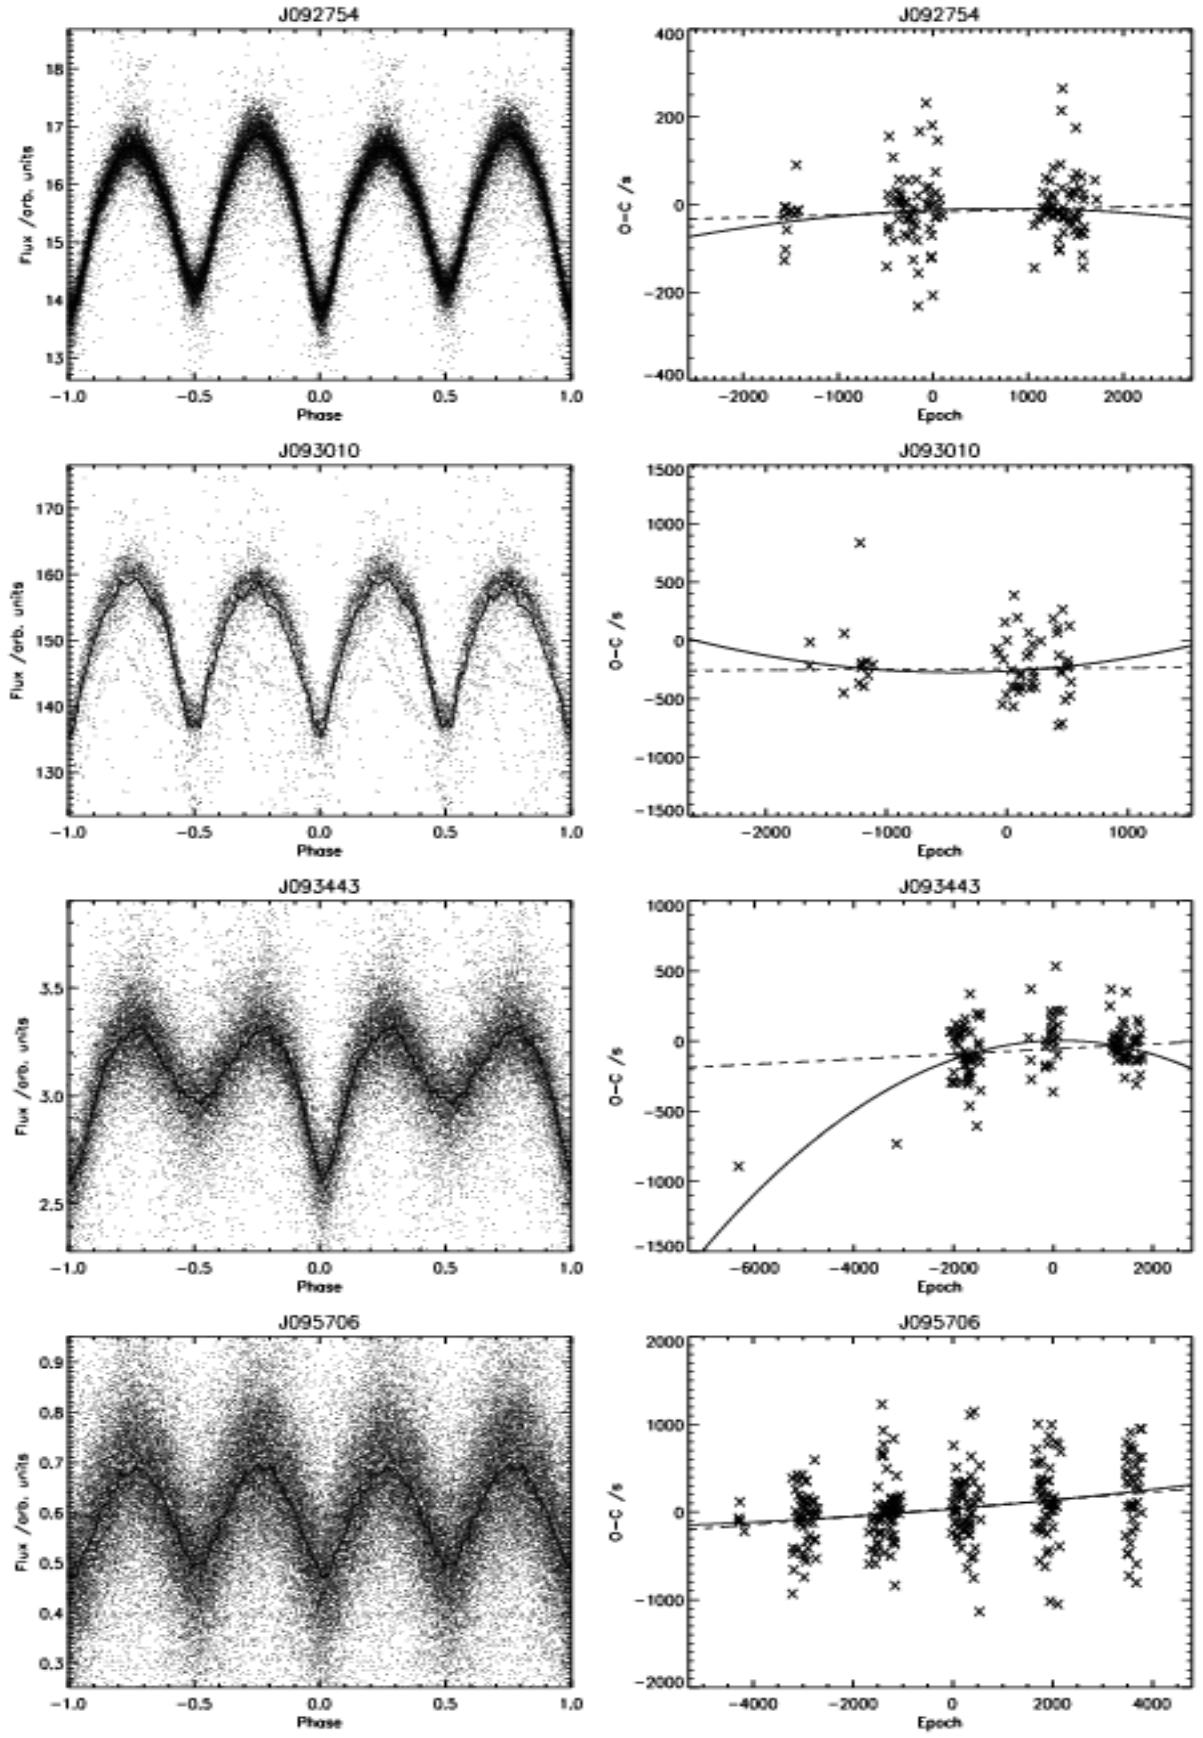 J092754
Flux /arb. units
18
17
16
15
14
13
-1.0 -0.5 0.0 0.5 1.0
Phase
J092754
O-C /s
400
200
0
-200
-400
-2000 -1000 0 1000 2000
Epoch
J093010
Flux /arb. units
170
160
150
140
130
-1.0 -0.5 0.0 0.5 1.0
Phase
J093010
O-C /s
1500
1000
500
0
-500
-1000
-1500
-2000 -1000 0 1000
Epoch
J093443
Flux /arb. units
3.5
3.0
2.5
-1.0 -0.5 0.0 0.5 1.0
Phase
J093443
O-C /s
1000
500
0
-500
-1000
-1500
-6000 -4000 -2000 0 2000
Epoch
J095706
Flux /arb. units
0.9
0.8
0.7
0.6
0.5
0.4
0.3
-1.0 -0.5 0.0 0.5 1.0
Phase
J095706
O-C /s
2000
1000
0
-1000
-2000
-4000 -2000 0 2000 4000
Epoch